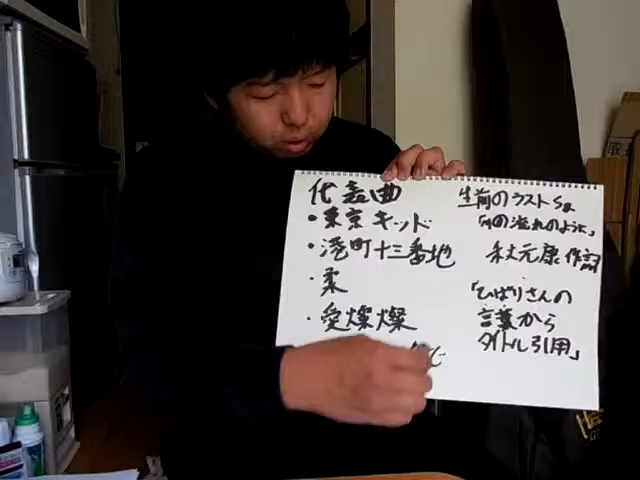 代表曲
・東京キッド
・港町十三番地
・柔
・愛燦燦
生前のラストSg
「川の流れのように」
秋元康 作詞
「ひばりさんの
言葉から
タイトル引用」